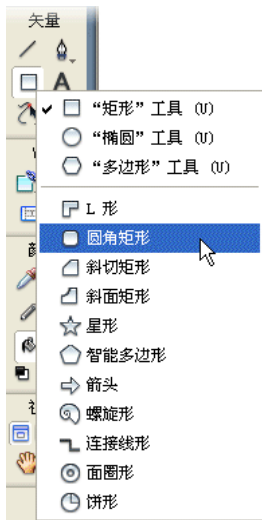 矢量
A
✔ “矩形”工具 (U)
“椭圆”工具 (U)
“多边形”工具 (U)
L 形
圆角矩形
斜切矩形
斜面矩形
星形
智能多边形
箭头
螺旋形
连接线形
面圈形
饼形